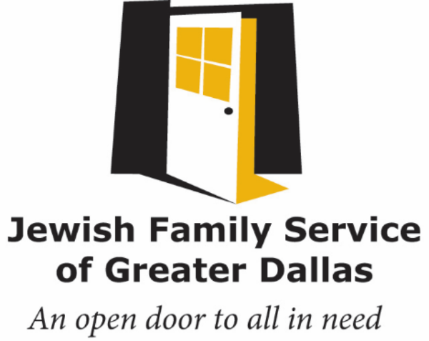 Jewish Family Service
of Greater Dallas
An open door to all in need